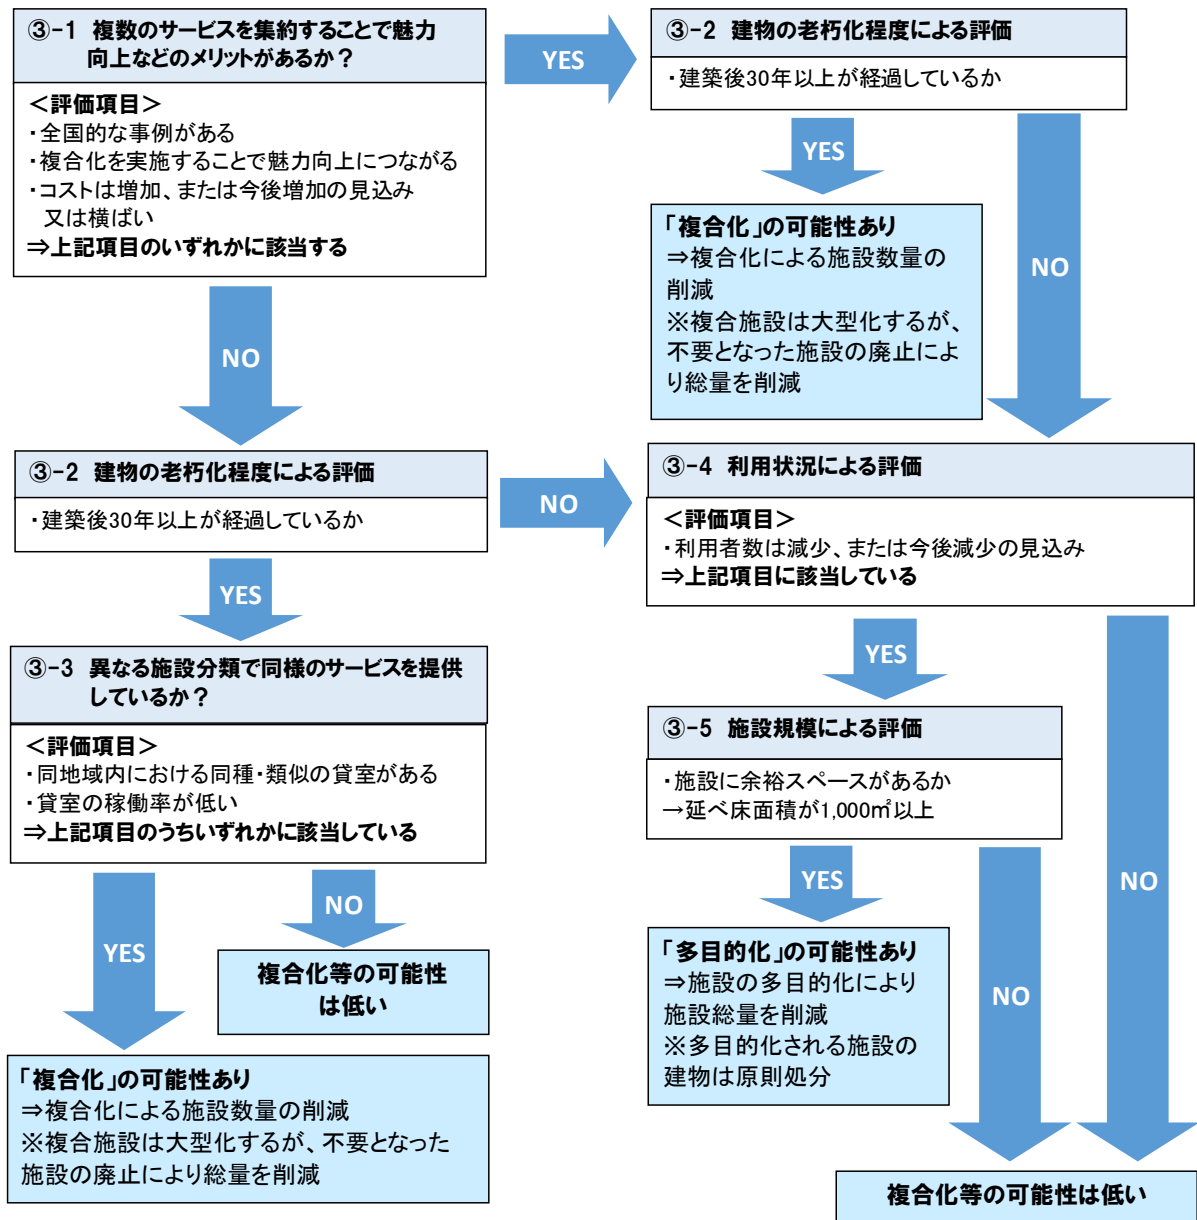 ③-1 複数のサービスを集約することで魅力
向上などのメリットがあるか？
＜評価項目＞
・全国的な事例がある
・複合化を実施することで魅力向上につながる
・コストは増加、または今後増加の見込み
又は横ばい
⇒上記項目のいずれかに該当する
YES
③-2 建物の老朽化程度による評価
・建築後30年以上が経過しているか
YES
NO
「複合化」の可能性あり
⇒複合化による施設数量の
削減
※複合施設は大型化するが、
不要となった施設の廃止によ
り総量を削減
NO
③-2 建物の老朽化程度による評価
・建築後30年以上が経過しているか
NO
③-4 利用状況による評価
＜評価項目＞
・利用者数は減少、または今後減少の見込み
⇒上記項目に該当している
YES
③-3 異なる施設分類で同様のサービスを提供
しているか？
＜評価項目＞
・同地域内における同種・類似の貸室がある
・貸室の稼働率が低い
⇒上記項目のうちいずれかに該当している
YES
③-5 施設規模による評価
・施設に余裕スペースがあるか
→延べ床面積が1,000㎡以上
NO
YES
NO
YES
NO
複合化等の可能性
は低い
「多目的化」の可能性あり
⇒施設の多目的化により
施設総量を削減
※多目的化される施設の
建物は原則処分
「複合化」の可能性あり
⇒複合化による施設数量の削減
※複合施設は大型化するが、不要となった
施設の廃止により総量を削減
複合化等の可能性は低い